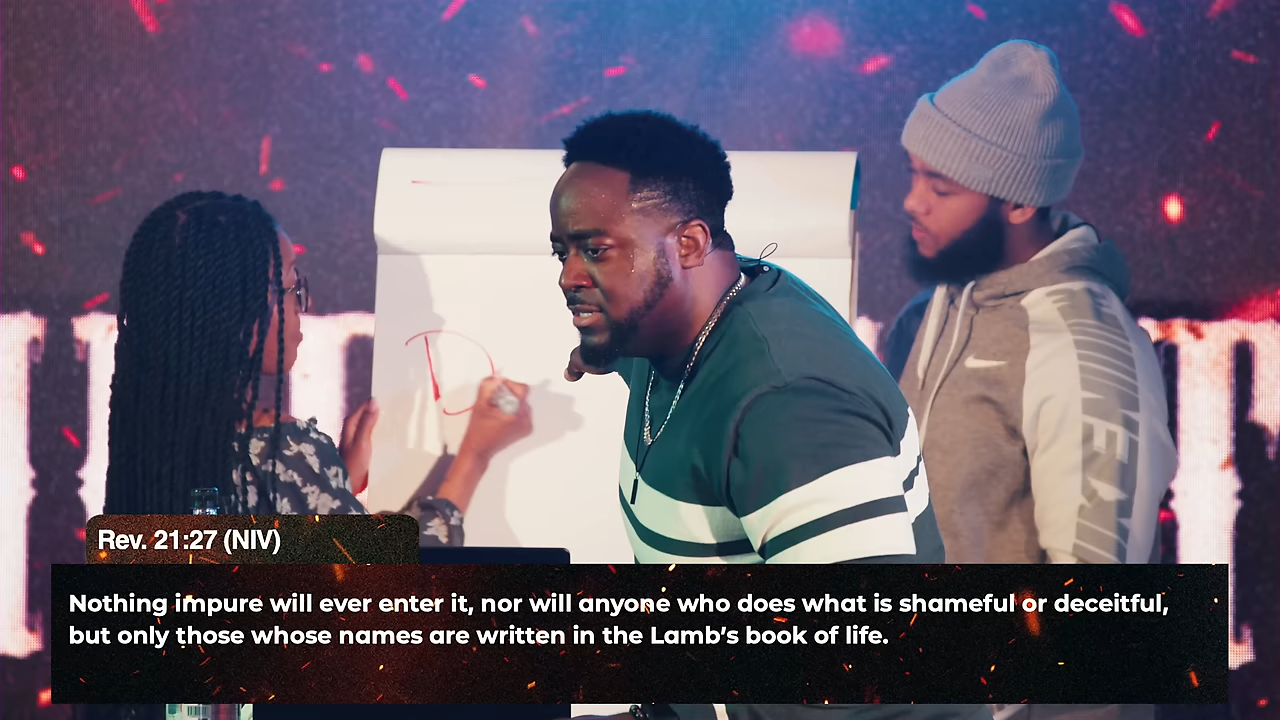 D
Rev. 21:27 (NIV)
Nothing impure will ever enter it, nor will anyone who does what is shameful or deceitful,
but only those whose names are written in the Lamb's book of life.